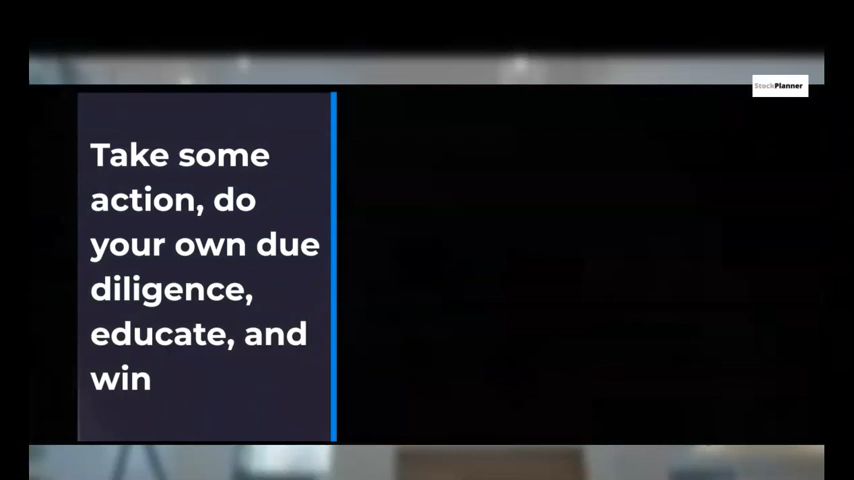 StockPlanner
Take some
action, do
your own due
diligence,
educate, and
win